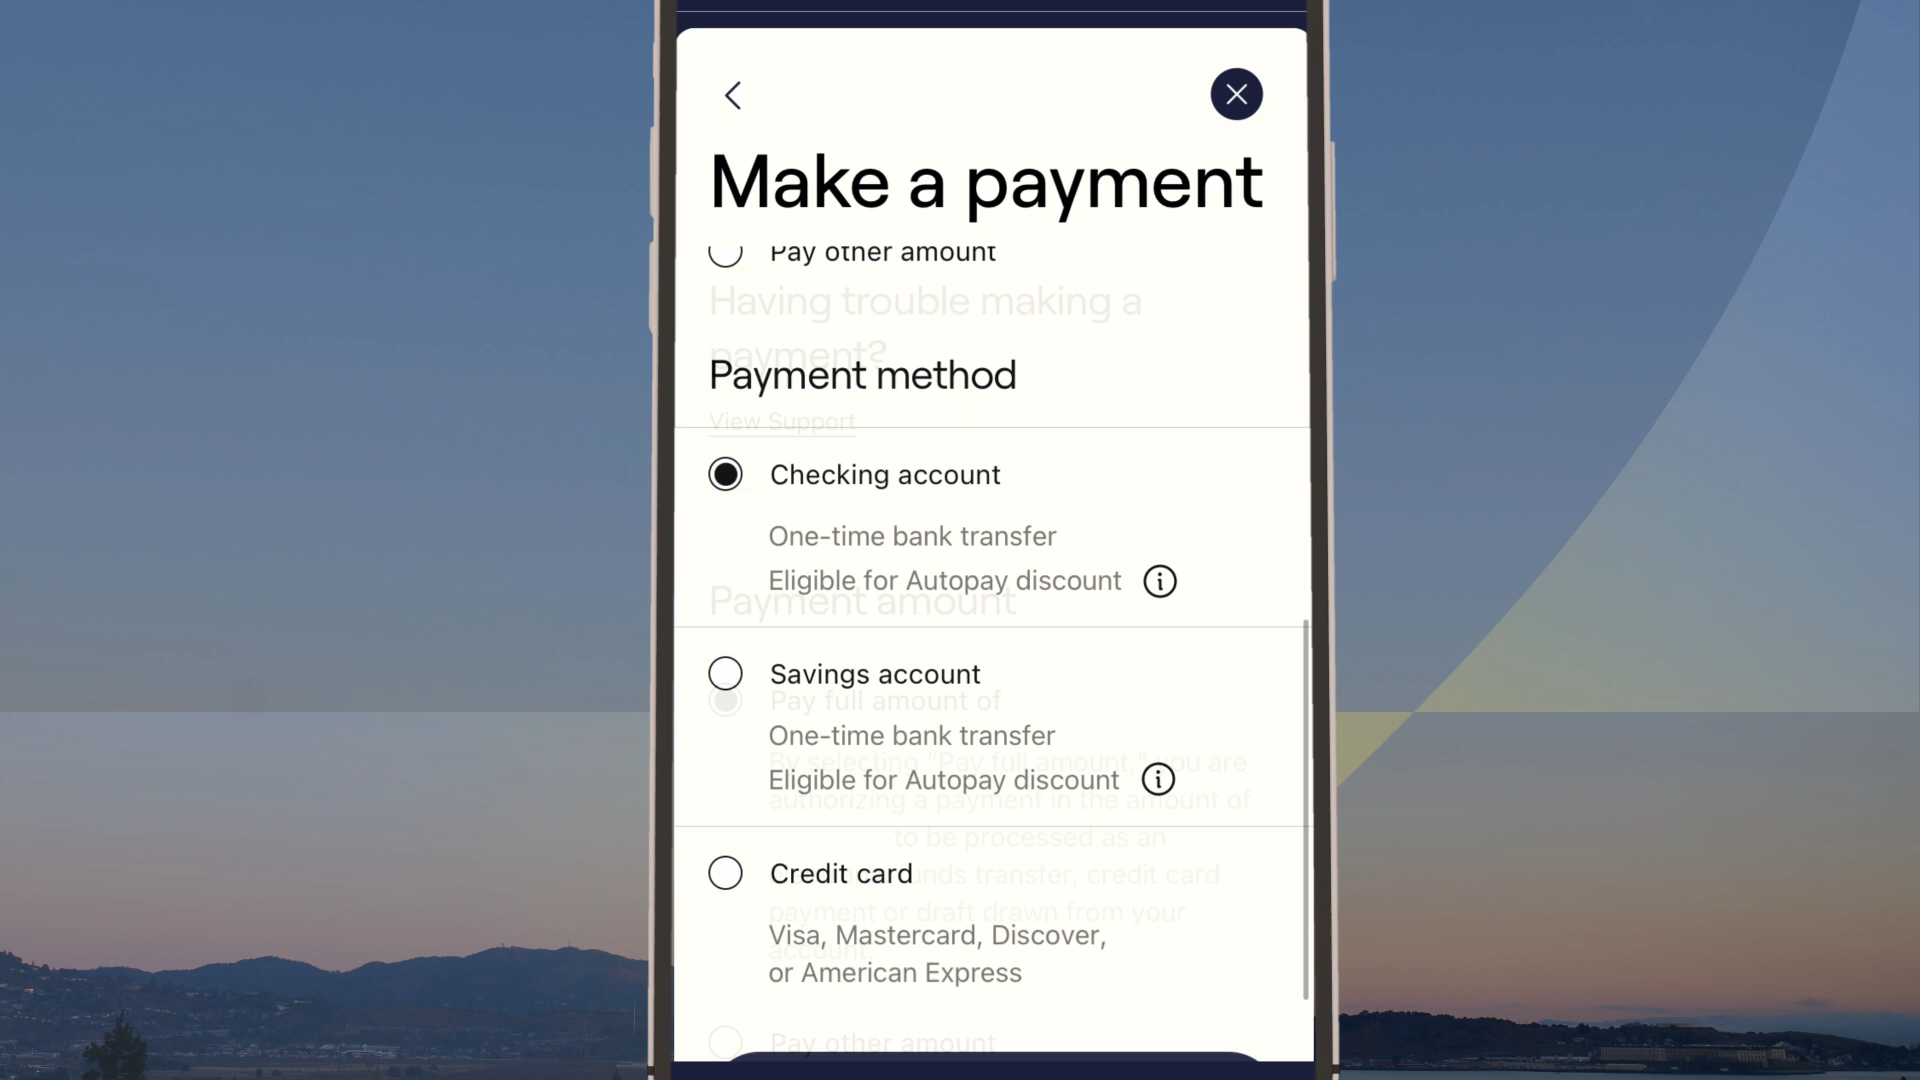 Make a payment
Pay other amount
Having trouble making a
payment?
Payment method
View Support
Checking account
One-time bank transfer
Eligible for Autopay discount
Payment amount
Savings account
Pay full amount of
One-time bank transfer
By selecting "Pay full amount," you are
Eligible for Autopay discount
authorizing a payment in the amount of
to be processed as an
Credit card
funds transfer, credit card
payment or draft drawn from your
Visa, Mastercard, Discover,
account.
or American Express
Pay other amount